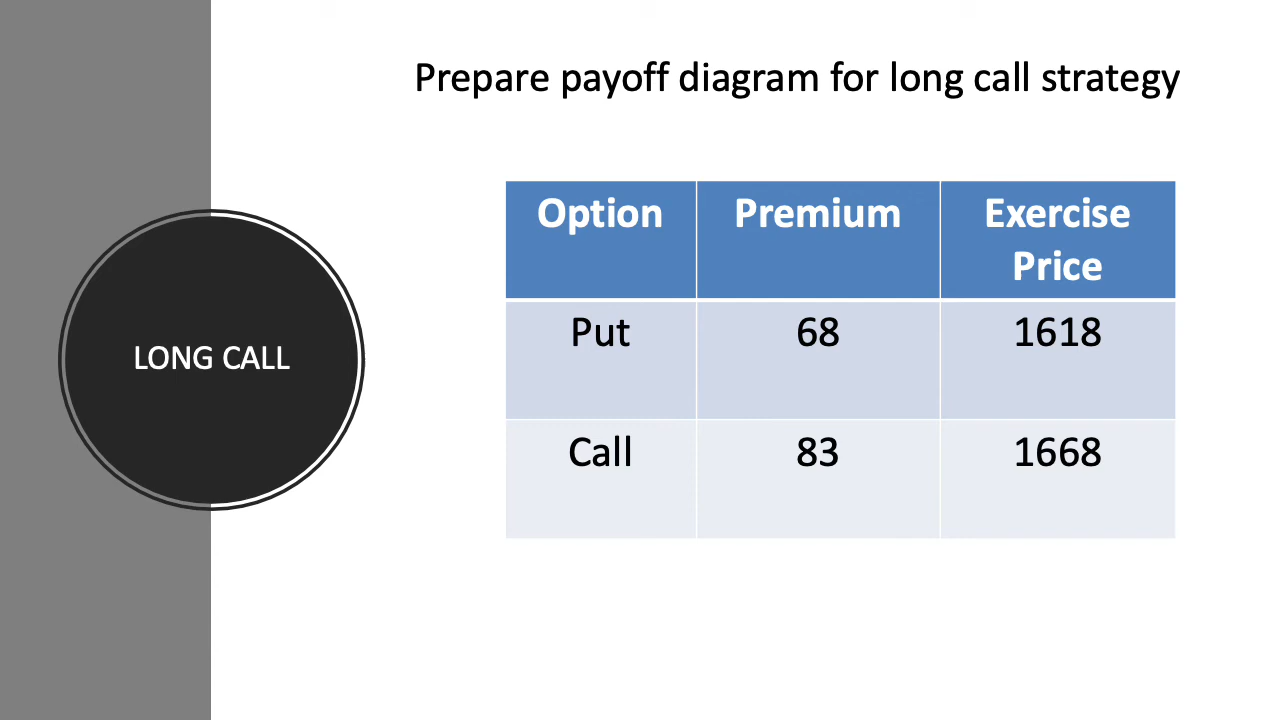 Prepare payoff diagram for long call strategy
LONG CALL
Option Premium Exercise
Price
Put 68 1618
Call 83 1668